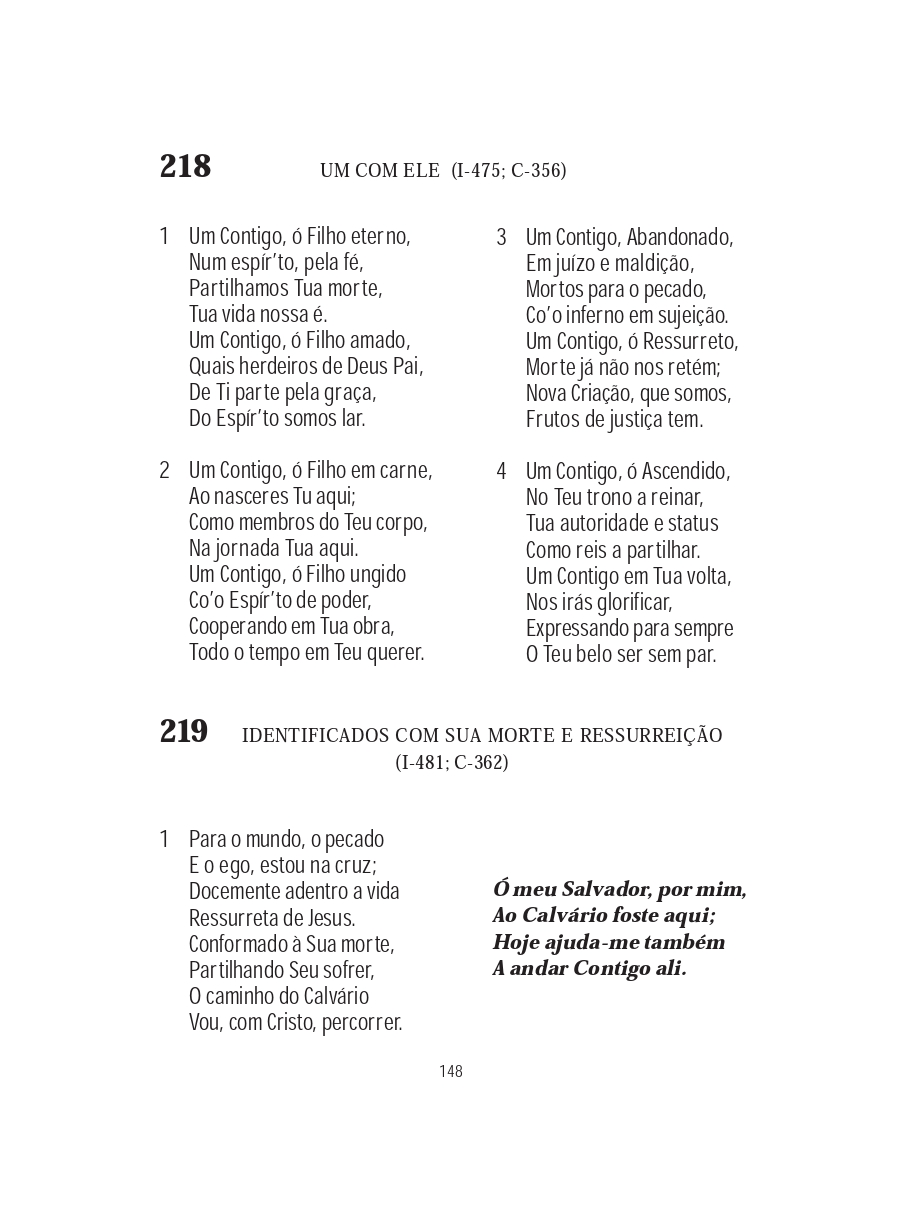 218 UM COM ELE (I-475; C-356)
1 Um Contigo, ó Filho eterno,
Num espír’to, pela fé,
Partilhamos Tua morte,
Tua vida nossa é.
Um Contigo, ó Filho amado,
Quais herdeiros de Deus Pai,
De Ti parte pela graça,
Do Espír’to somos lar.
2 Um Contigo, ó Filho em carne,
Ao nasceres Tu aqui;
Como membros do Teu corpo,
Na jornada Tua aqui.
Um Contigo, ó Filho ungido
Co’o Espír’to de poder,
Cooperando em Tua obra,
Todo o tempo em Teu querer.
3 Um Contigo, Abandonado,
Em juízo e maldição,
Mortos para o pecado,
Co’o inferno em sujeição.
Um Contigo, ó Ressurreto,
Morte já não nos retém;
Nova Criação, que somos,
Frutos de justiça tem.
4 Um Contigo, ó Ascendido,
No Teu trono a reinar,
Tua autoridade e status
Como reis a partilhar.
Um Contigo em Tua volta,
Nos irás glorificar,
Expressando para sempre
O Teu belo ser sem par.
219 IDENTIFICADOS COM SUA MORTE E RESSURREIÇÃO
(I-481; C-362)
1 Para o mundo, o pecado
E o ego, estou na cruz;
Docemente adentro a vida
Ressurreta de Jesus.
Conformado à Sua morte,
Partilhando Seu sofrer,
O caminho do Calvário
Vou, com Cristo, percorrer.
Ó meu Salvador, por mim,
Ao Calvário foste aqui;
Hoje ajuda-me também
A andar Contigo ali.
148